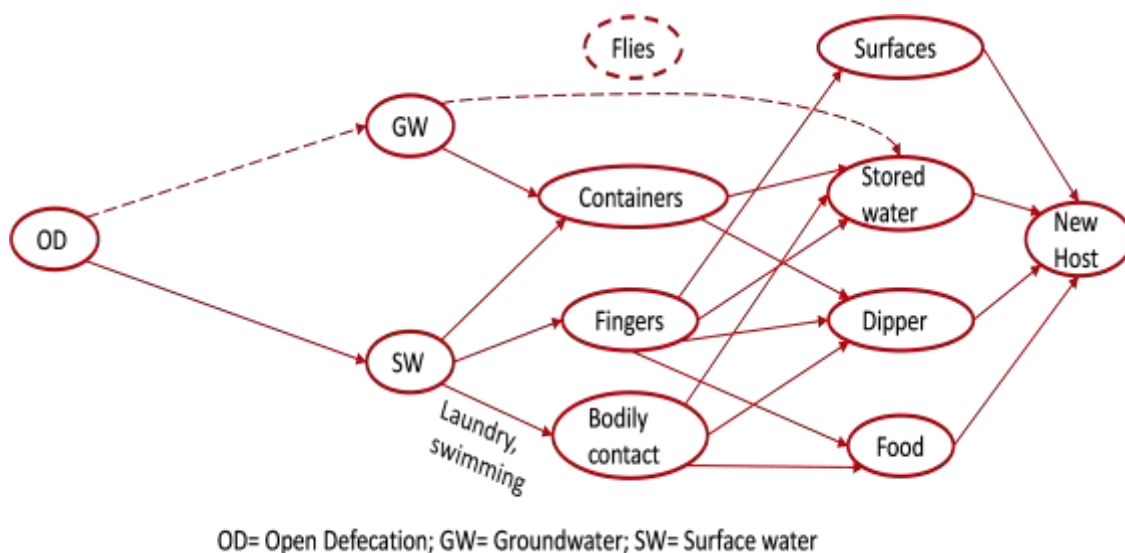 Flies
Surfaces
GW
Containers
Stored
water
OD
New
Host
Fingers
Dipper
SW
Laundry,
swimming
Bodily
contact
Food
OD= Open Defecation; GW= Groundwater; SW= Surface water